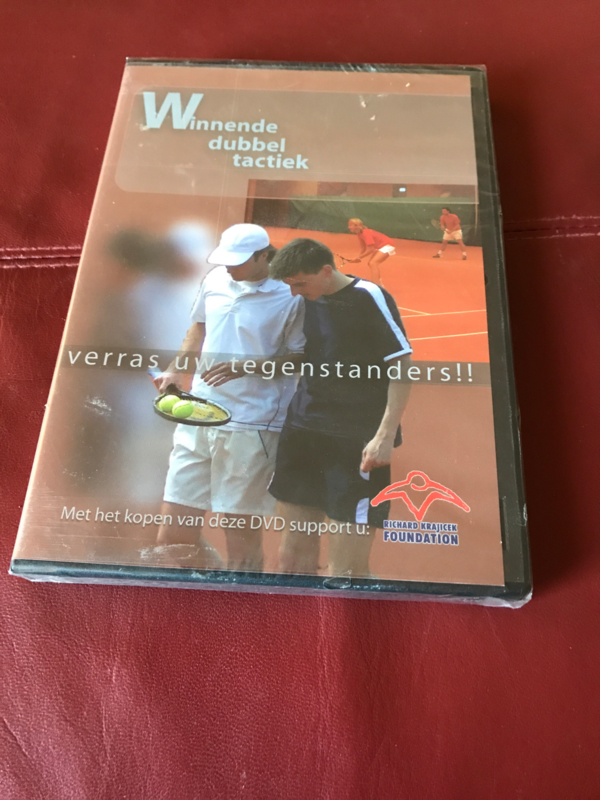 Winnende
dubbel
tactiek
verras uw tegenstanders!!
Met het kopen van deze DVD support u:
RICHARD KRAJICEK
FOUNDATION